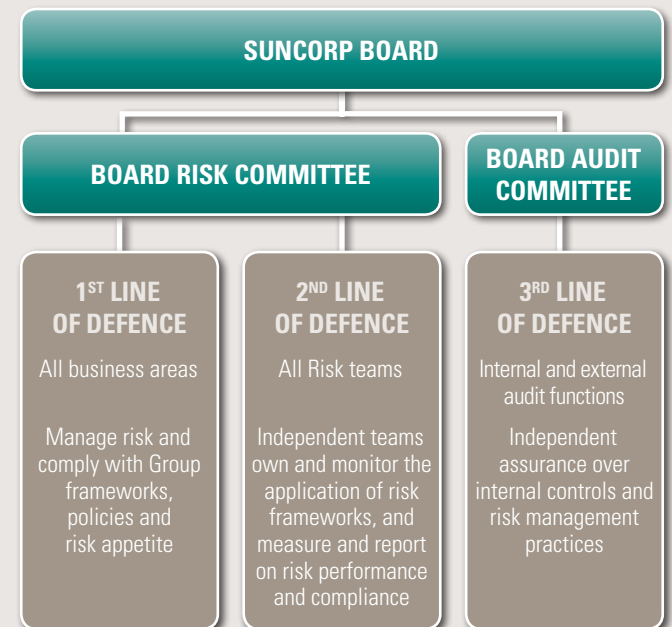 SUNCORP BOARD
BOARD RISK COMMITTEE
BOARD AUDIT
COMMITTEE
1ST LINE
OF DEFENCE
All business areas
Manage risk and
comply with Group
frameworks,
policies and
risk appetite
2ND LINE
OF DEFENCE
All Risk teams
Independent teams
own and monitor the
application of risk
frameworks, and
measure and report
on risk performance
and compliance
3RD LINE
OF DEFENCE
Internal and external
audit functions
Independent
assurance over
internal controls and
risk management
practices